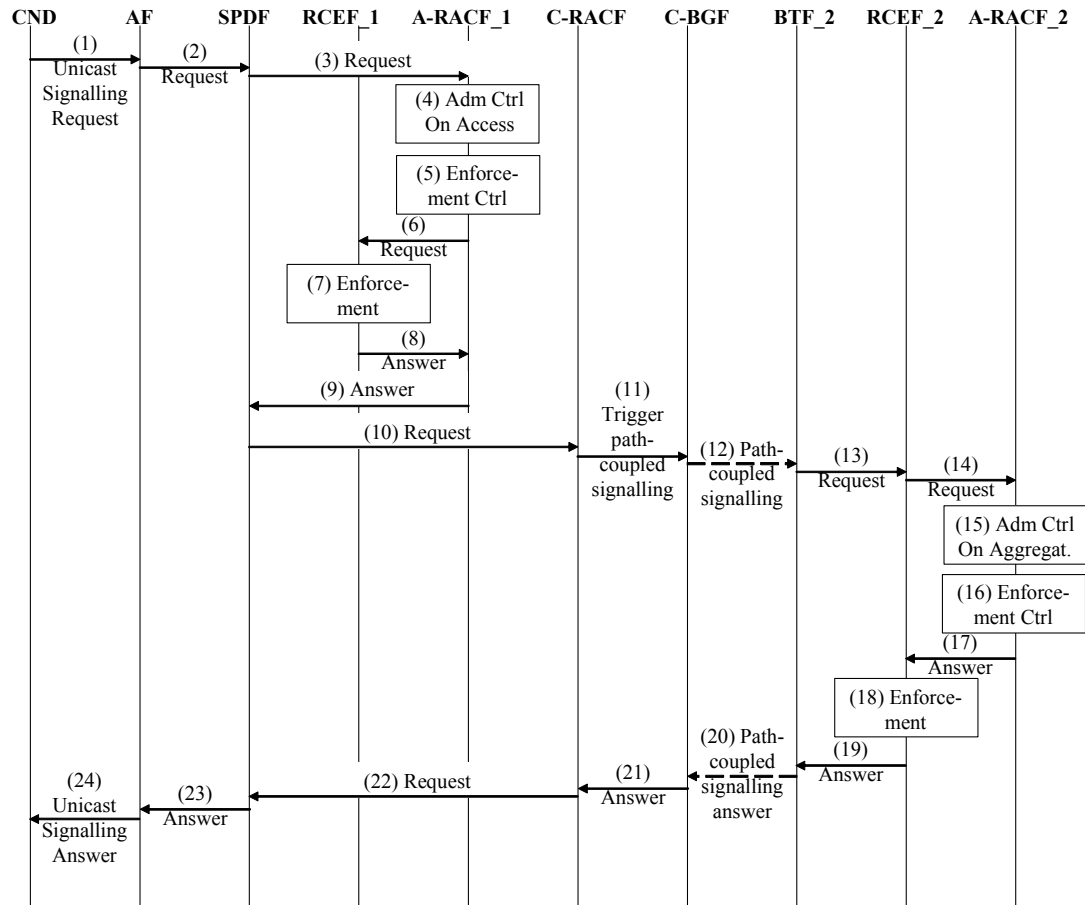 CND AF SPDF RCEF_1 A-RACF_1 C-RACF C-BGF BTF_2 RCEF_2 A-RACF_2
(1)
Unicast
Signalling
Request
(2)
Request
(3) Request
(4) Adm Ctrl
On Access
(5) Enforce-
ment Ctrl
(6)
Request
(7) Enforce-
ment
(8)
Answer
(9) Answer
(10) Request
(11)
Trigger
path-
coupled
signalling
(12) Path-
coupled
signalling
(13)
Request
(14)
Request
(15) Adm Ctrl
On Aggregat.
(16) Enforce-
ment Ctrl
(17)
Answer
(18) Enforce-
ment
(19)
Answer
(20) Path-
coupled
signalling
answer
(21)
Answer
(22) Request
(23)
Answer
(24)
Unicast
Signalling
Answer